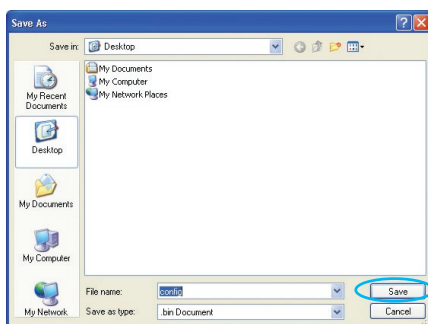 Save As
Save in: Desktop
My Documents
My Computer
My Network Places
My Recent
Documents
Desktop
My Documents
My Computer
My Network
File name: config Save
Save as type: .bin Document Cancel